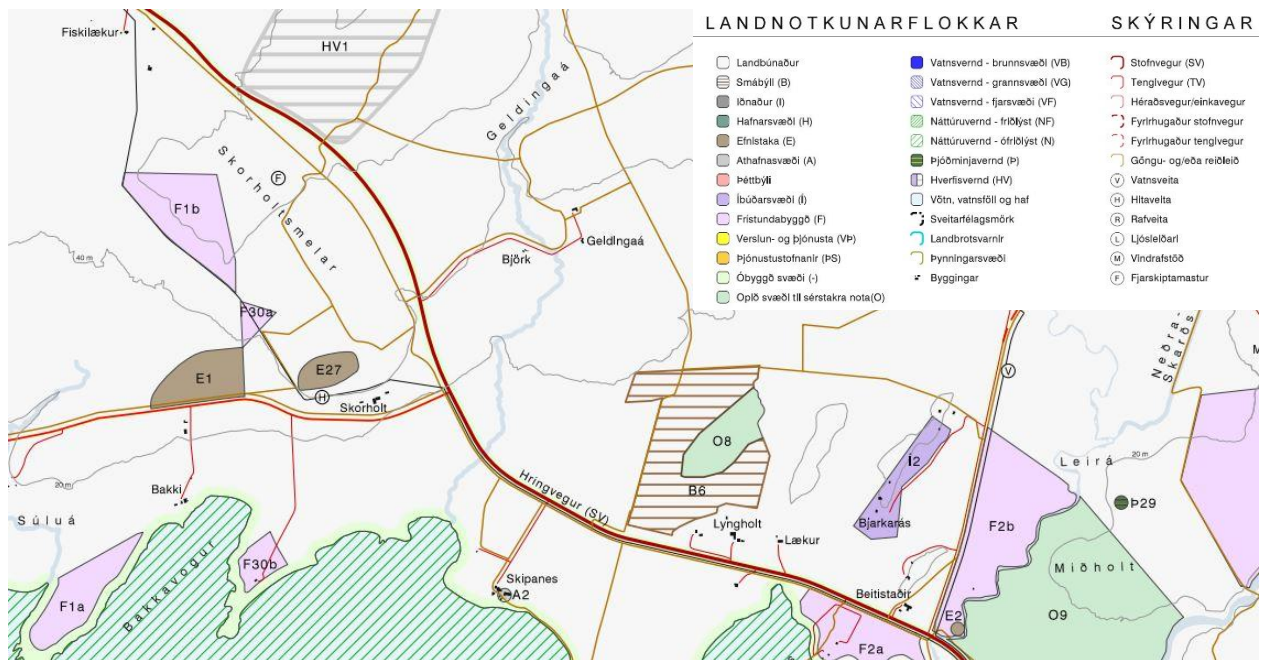 LANDNOTKUNARFLOKKAR
SKÝRINGAR
Landbúnaður
Smábýli (B)
Iðnaður (I)
Hafnarsvæði (H)
Efnistaka (E)
Athafnasvæði (A)
Þéttbýli
Íbúðarsvæði (Í)
Frístundabyggð (F)
Verslun- og þjónusta (VÞ)
Þjónustustofnanir (ÞS)
Óbyggð svæði (-)
Opið svæði til sérstakra nota(O)
Vatnsvernd - brunnsvæði (VB)
Vatnsvernd - grannsvæði (VG)
Vatnsvernd - fjarsvæði (VF)
Náttúruvernd - friðlýst (NF)
Náttúruvernd - ófriðlýst (N)
Þjóðminjavernd (Þ)
Hverfisvernd (HV)
Vötn, vatnsföll og haf
Sveitarfélagsmörk
Landbrotsvarnir
Þynningarsvæði
Byggingar
Stofnvegur (SV)
Tengivegur (TV)
Héraðsvegur/einkavegur
Fyrirhugaður stofnvegur
Fyrirhugaður tengivegur
Göngu- og/eða reiðleið
V Vatnsveita
H Hitaveita
R Rafveita
L Ljósleiðari
M Vindrafstöð
F Fjarskiptamastur
Fiskilækur
HV1
Geldingaá
Skorholtsmelar
F
F1b
Geldingaá
Björk
40 m
F30a
E1
E27
H
Skorholt
V
Neðra-
Skarðs
M
O8
Í2
Leirá
20 m
20 m
Bakki
B6
Hringvegur (SV)
Þ29
Súluá
Lyngholt
Bjarkarás
F2b
Lækur
F30b
Miðholt
Skipanes
A2
Bakkavogur
F1a
Beitistaðir
E2
O9
F2a